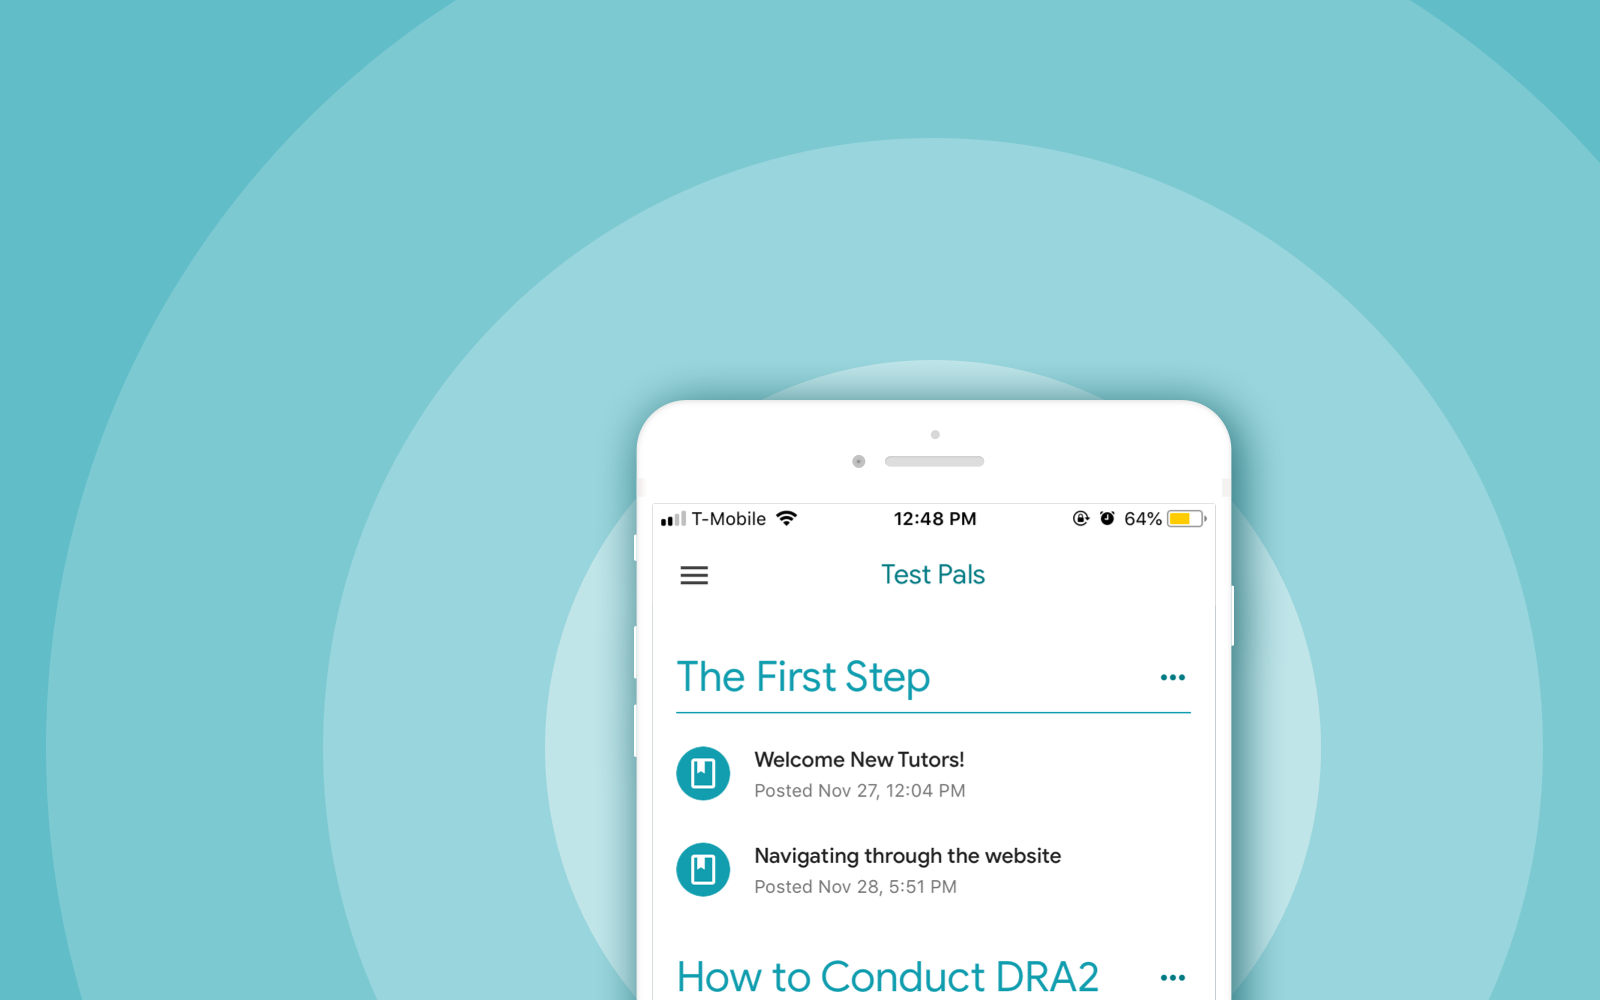 T-Mobile 12:48 PM 64%
Test Pals
The First Step
Welcome New Tutors!
Posted Nov 27, 12:04 PM
Navigating through the website
Posted Nov 28, 5:51 PM
How to Conduct DRA2